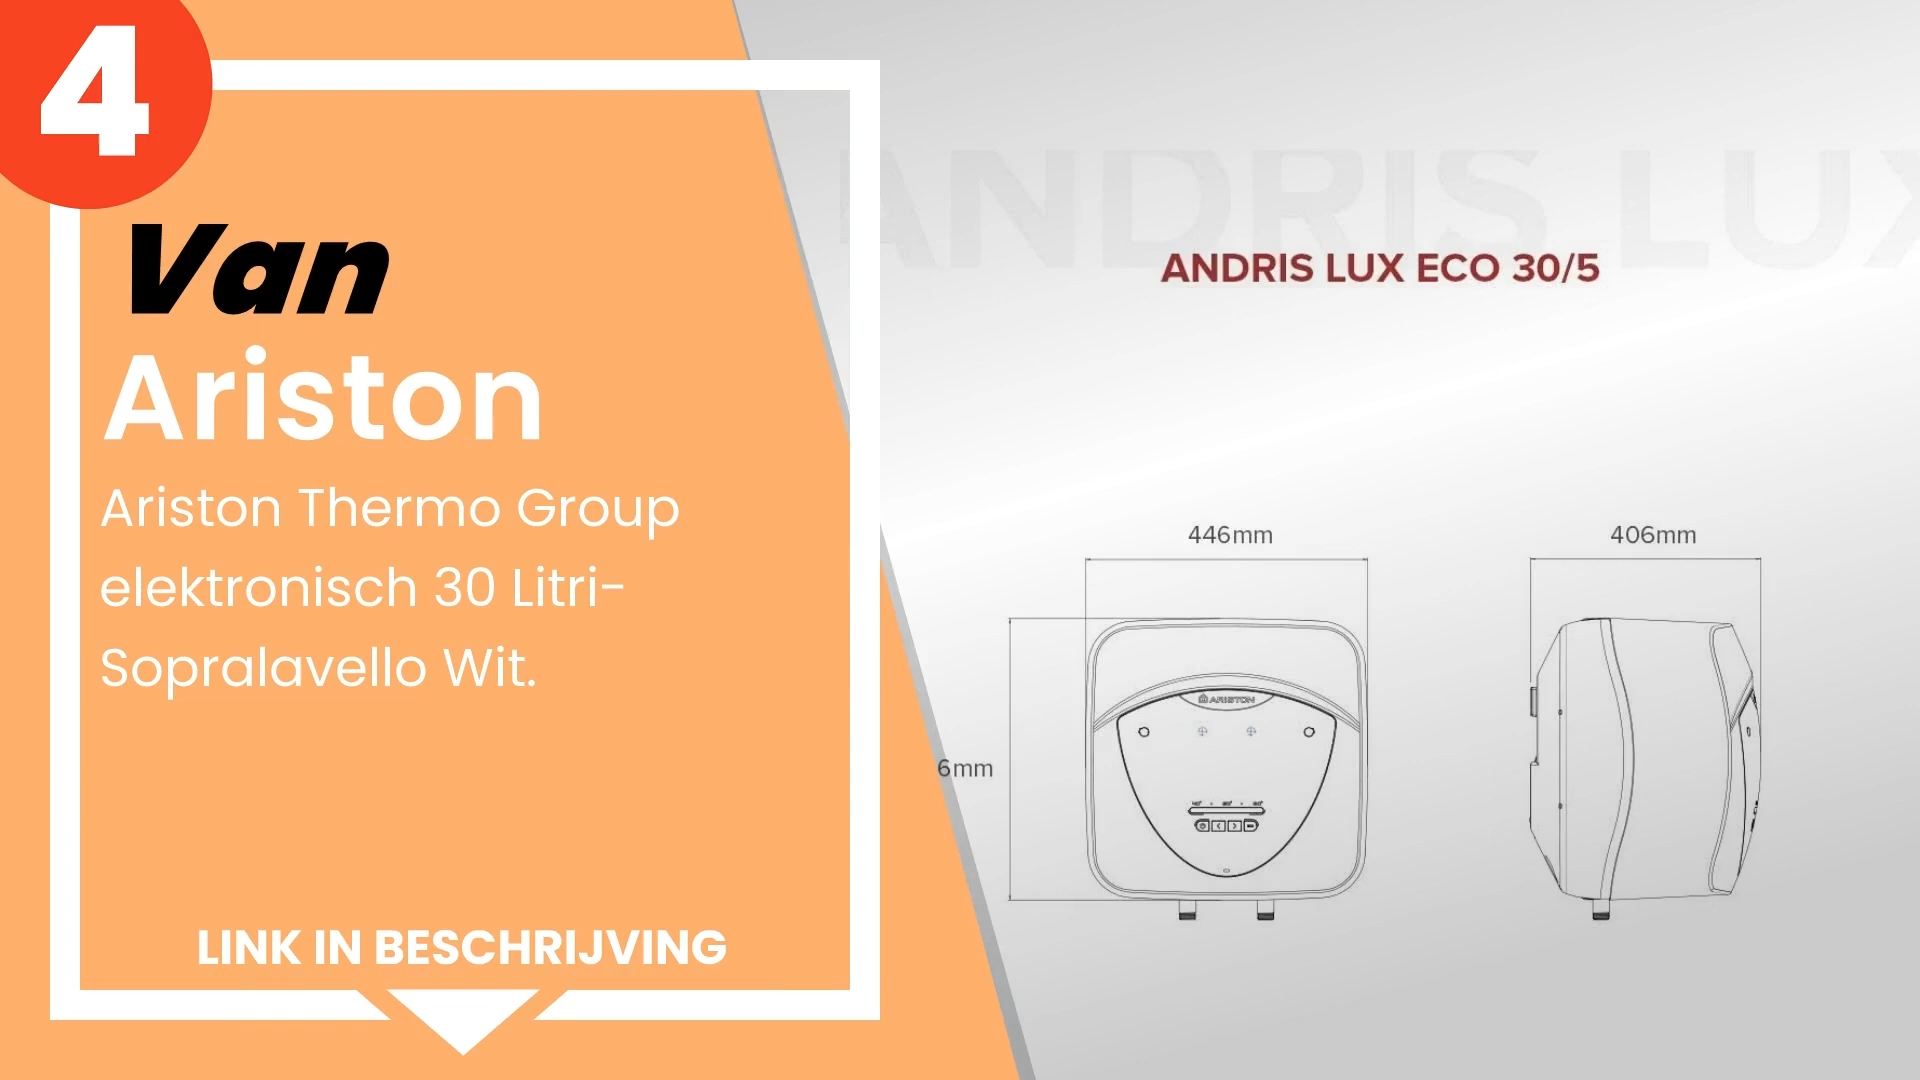 4
Van
Ariston
Ariston Thermo Group
elektronisch 30 Litri-
Sopralavello Wit.
LINK IN BESCHRIJVING
ANDRIS LUX
ANDRIS LUX ECO 30/5
446mm
406mm
6mm
ARISTON